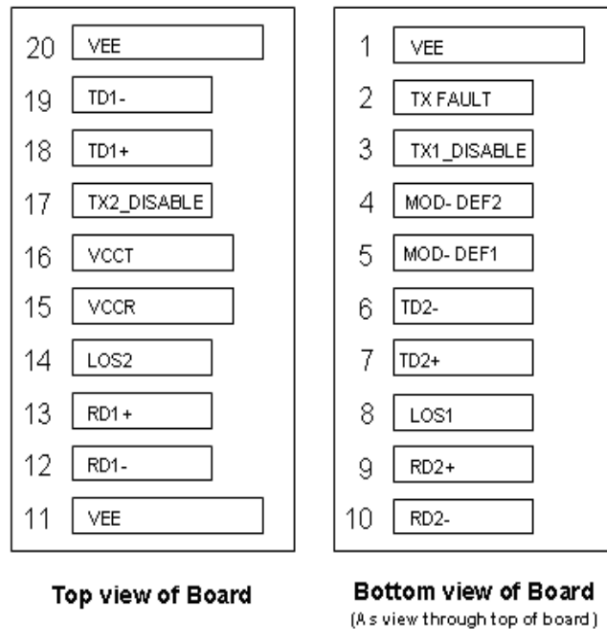 20 VEE
19 TD1-
18 TD1+
17 TX2_DISABLE
16 VCCT
15 VCCR
14 LOS2
13 RD1+
12 RD1-
11 VEE
Top view of Board
1 VEE
2 TX FAULT
3 TX1_DISABLE
4 MOD- DEF2
5 MOD- DEF1
6 TD2-
7 TD2+
8 LOS1
9 RD2+
10 RD2-
Bottom view of Board
(As view through top of board)